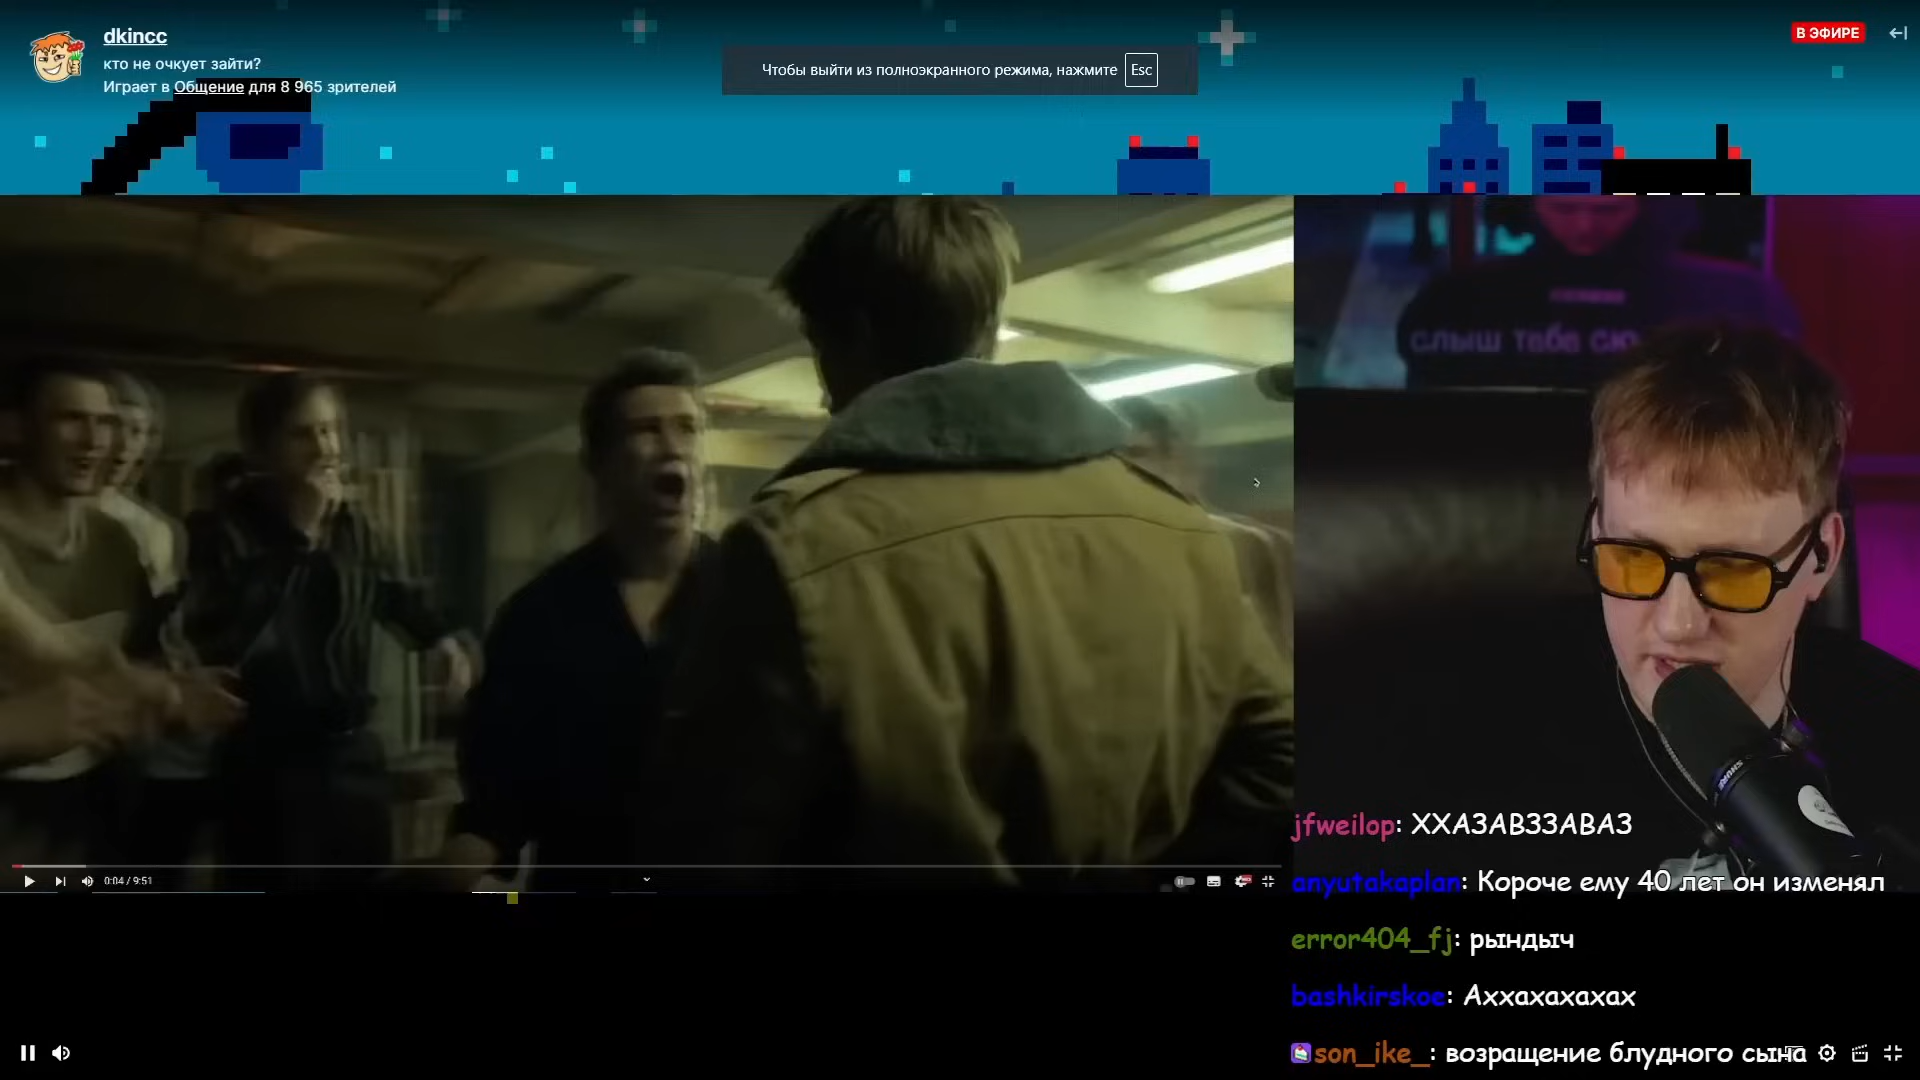 dkincc
кто не очкует зайти?
Играет в Общение для 8 965 зрителей
Чтобы выйти из полноэкранного режима, нажмите Esc
В ЭФИРЕ
слыш тебе
0:04 / 9:51
jfweilop: ХХАЗАВЗЗАВАЗ
anyutakaplan: Короче ему 40 лет он изменял
error404_fj: рындыч
bashkirskoe: Аххахахахах
son_ike_: возращение блудного сына